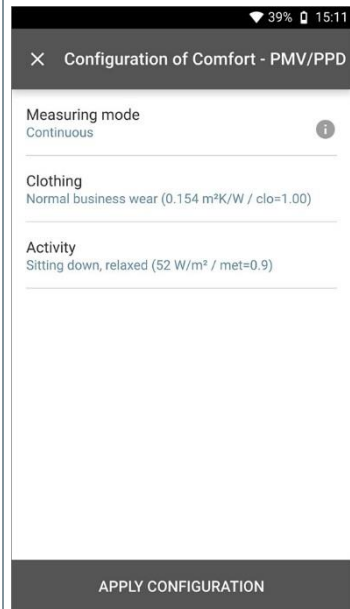 39% 15:11
Configuration of Comfort - PMV/PPD
Measuring mode
Continuous
Clothing
Normal business wear (0.154 m²K/W / clo=1.00)
Activity
Sitting down, relaxed (52 W/m² / met=0.9)
APPLY CONFIGURATION